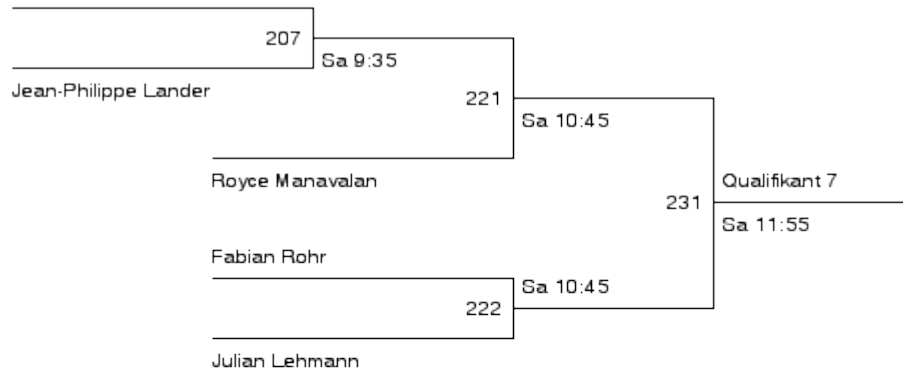 207
Sa 9:35
Jean-Philippe Lander
221
Sa 10:45
Royce Manavalan
Qualifikant 7
231
Sa 11:55
Fabian Rohr
Sa 10:45
222
Julian Lehmann